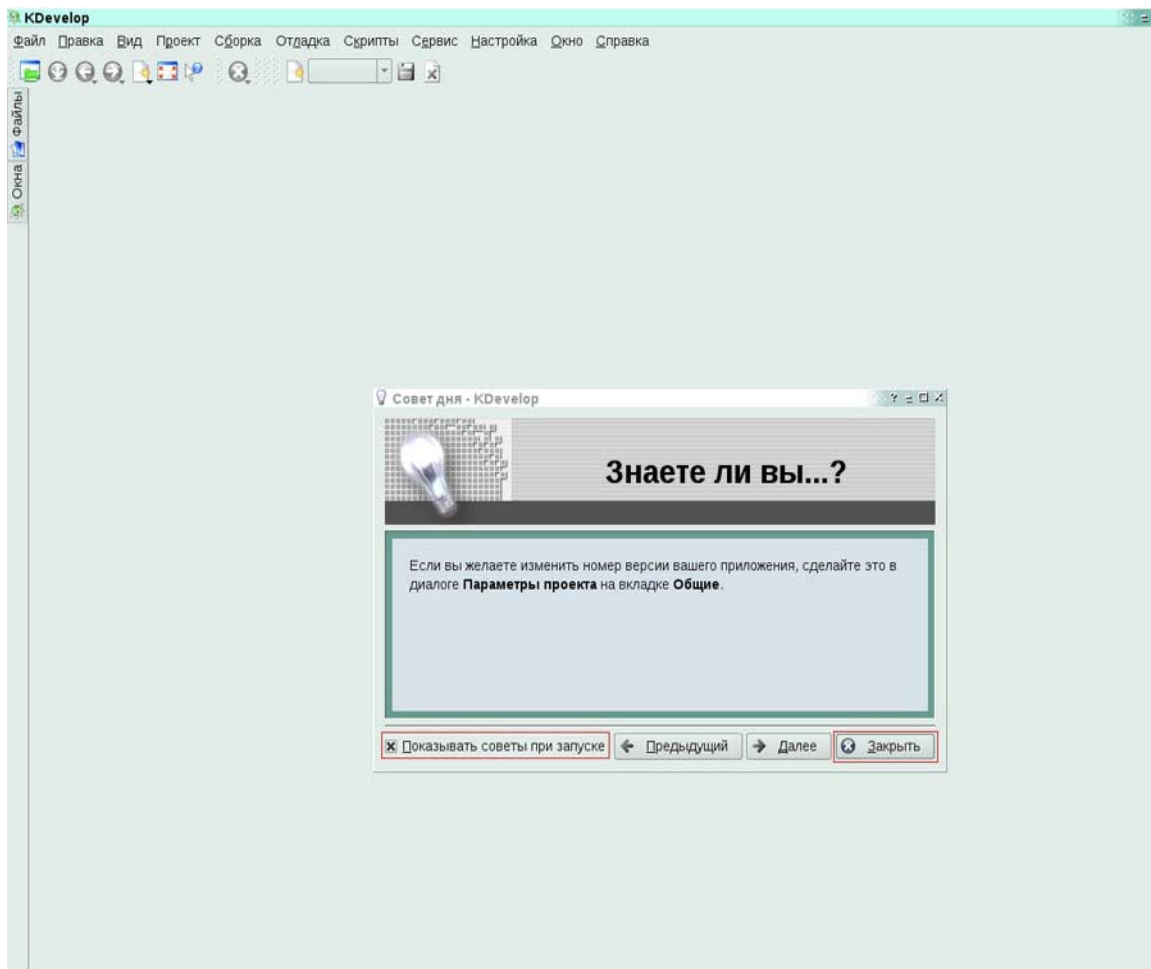 KDevelop
Файл Правка Вид Проект Сборка Отладка Скрипты Сервис Настройка Окно Справка
Файлы
Окна
Совет дня - KDevelop
Знаете ли вы...?
Если вы желаете изменить номер версии вашего приложения, сделайте это в
диалоге Параметры проекта на вкладке Общие.
Показывать советы при запуске Предыдущий Далее Закрыть